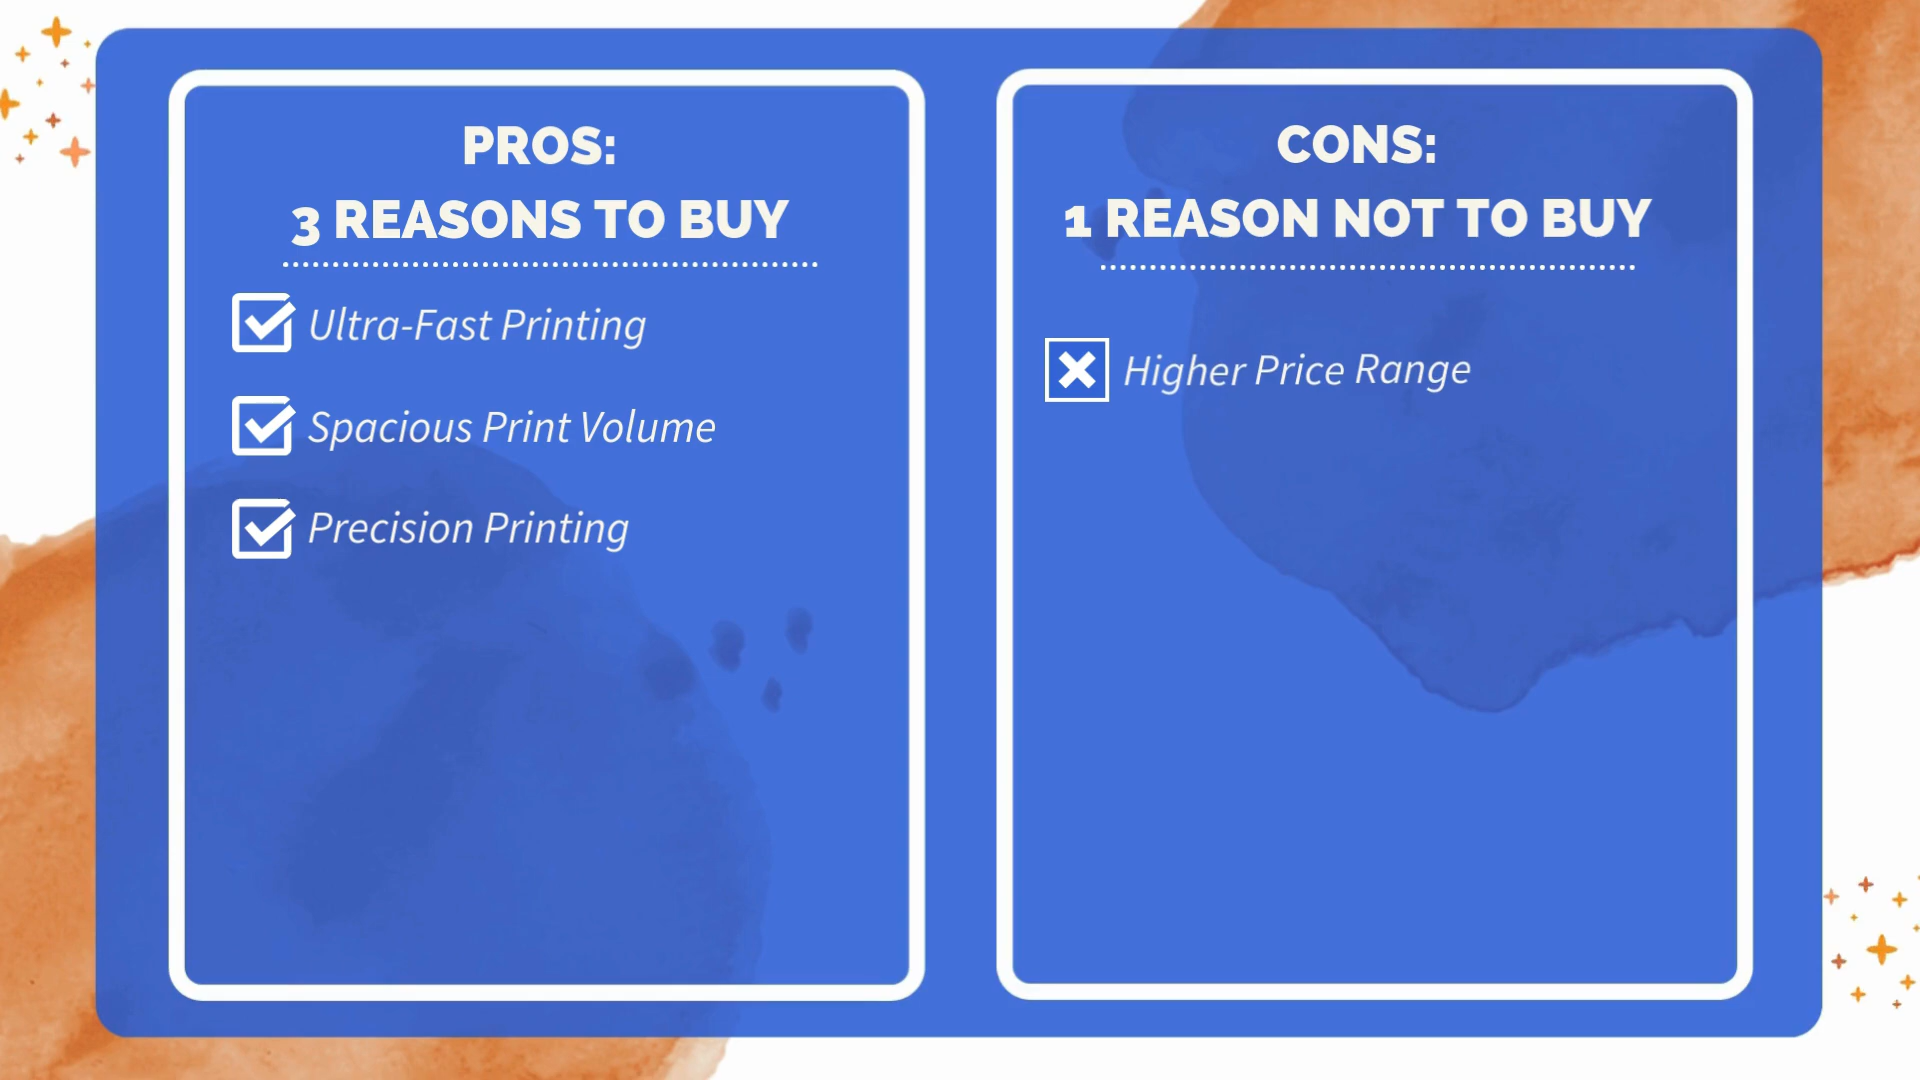 PROS:
3 REASONS TO BUY
Ultra-Fast Printing
Spacious Print Volume
Precision Printing
CONS:
1 REASON NOT TO BUY
Higher Price Range